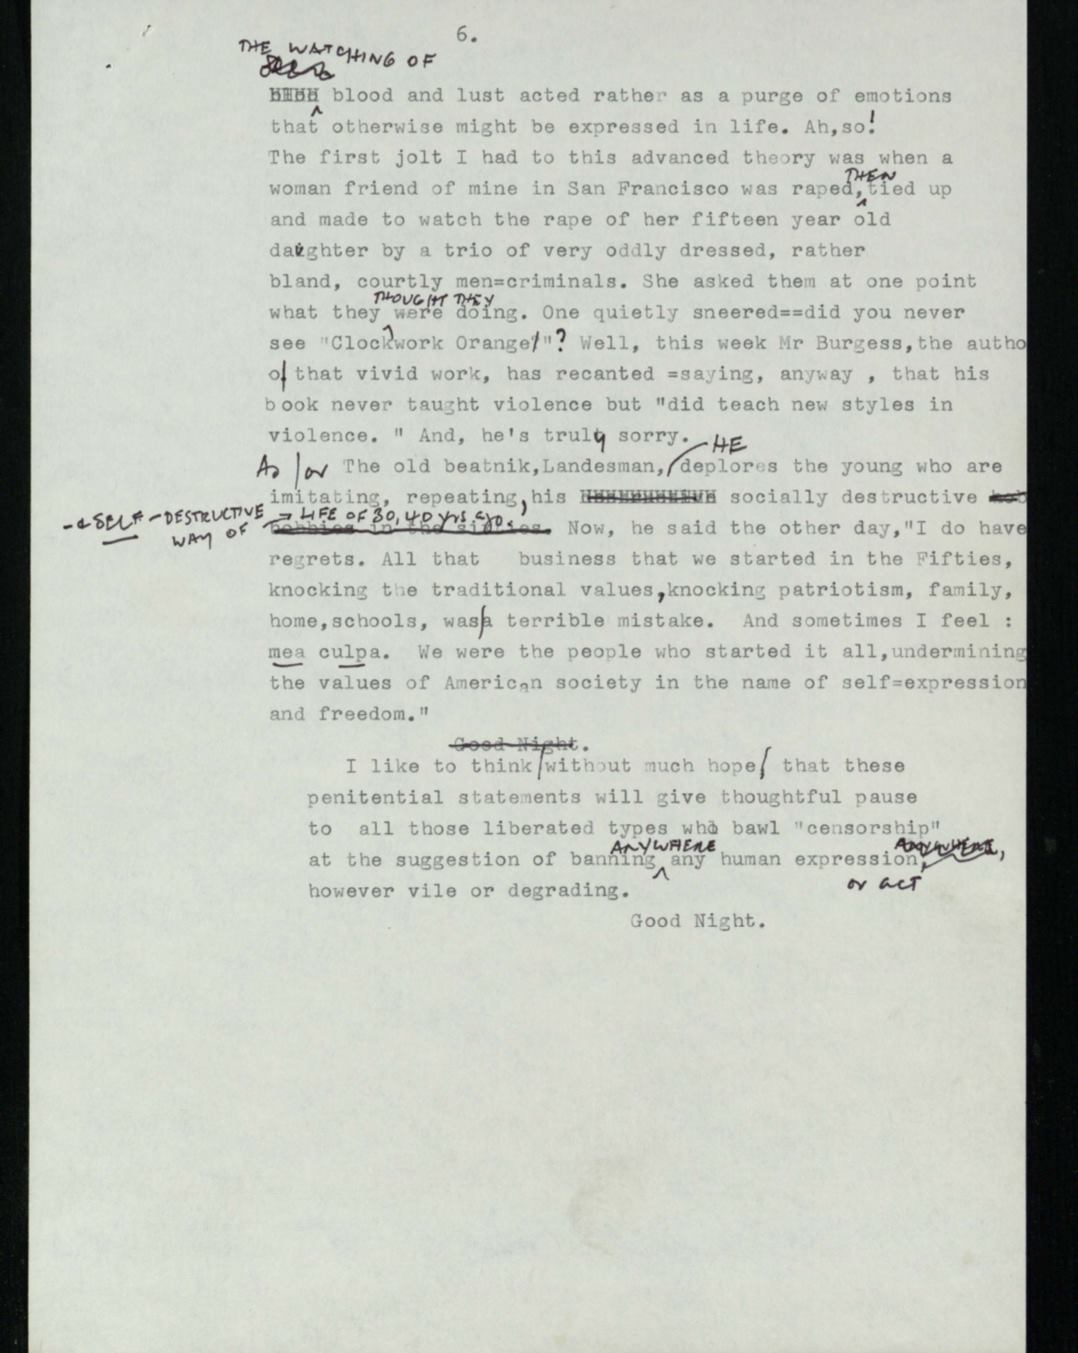 6.
THE WATCHING OF
blood and lust acted rather as a purge of emotions
that otherwise might be expressed in life. Ah,so!
The first jolt I had to this advanced theory was when a
THEN
woman friend of mine in San Francisco was raped, tied up
and made to watch the rape of her fifteen year old
daughter by a trio of very oddly dressed, rather
bland, courtly men=criminals. She asked them at one point
THOUGHT THEY
what they were doing. One quietly sneered==did you never
see "Clockwork Orange"? Well, this week Mr Burgess,the autho
of that vivid work, has recanted =saying, anyway , that his
book never taught violence but "did teach new styles in
violence. " And, he's truly sorry.
HE
As for The old beatnik,Landesman, deplores the young who are
imitating, repeating, his socially destructive
-& SELF-DESTRUCTIVE LIFE OF 30, 40 yrs ago.
WAY OF
hobbies in the sixties. Now, he said the other day,"I do have
regrets. All that business that we started in the Fifties,
knocking the traditional values,knocking patriotism, family,
home,schools, was a terrible mistake. And sometimes I feel :
mea culpa. We were the people who started it all,undermining
the values of American society in the name of self=expression
and freedom."
Good Night.
I like to think without much hope that these
penitential statements will give thoughtful pause
to all those liberated types who bawl "censorship"
ANYWHERE ANYWHERE,
at the suggestion of banning any human expression,
or act
however vile or degrading.
Good Night.